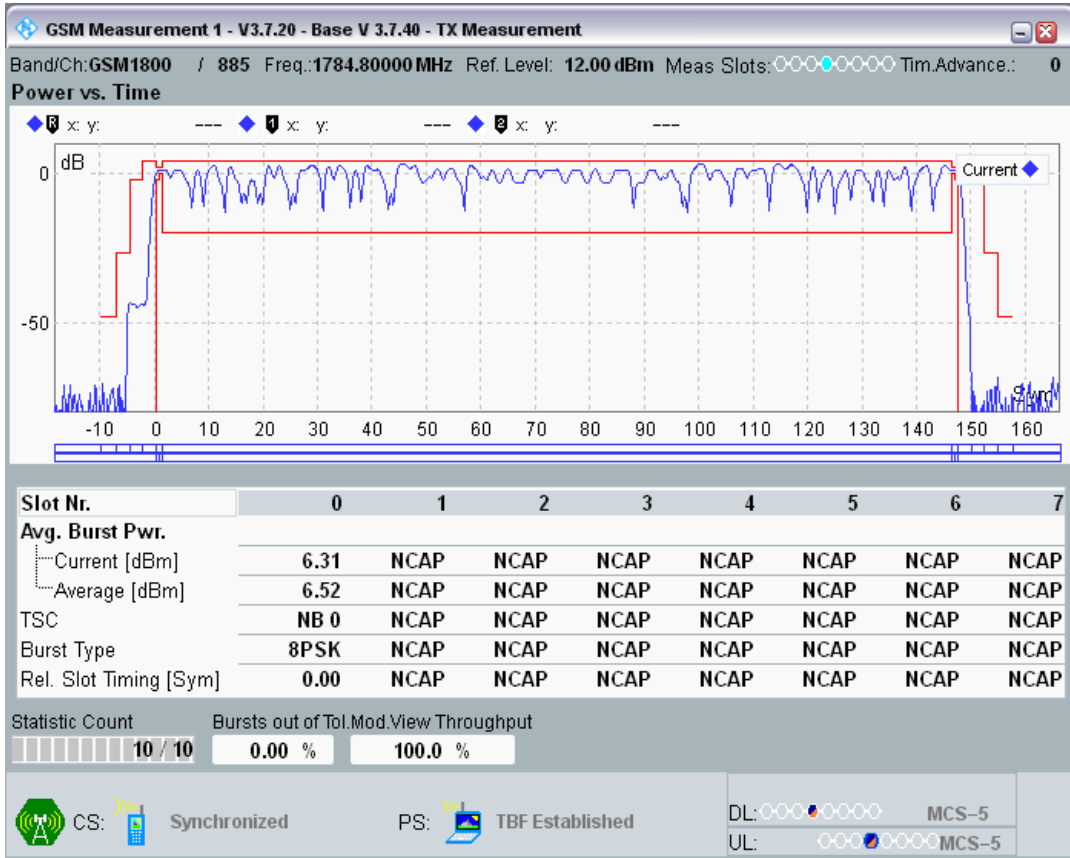 GSM Measurement 1 - V3.7.20 - Base V 3.7.40 - TX Measurement
Band/Ch:GSM1800 / 885 Freq.:1784.80000 MHz Ref. Level: 12.00 dBm Meas Slots: Tim.Advance.: 0
Power vs. Time
R x: y: --- 1 x: y: --- 2 x: y: ---
dB
Current
0
-50
Sym
-10 0 10 20 30 40 50 60 70 80 90 100 110 120 130 140 150 160
Slot Nr. 0 1 2 3 4 5 6 7
Avg. Burst Pwr.
Current [dBm] 6.31 NCAP NCAP NCAP NCAP NCAP NCAP NCAP
Average [dBm] 6.52 NCAP NCAP NCAP NCAP NCAP NCAP NCAP
TSC NB 0 NCAP NCAP NCAP NCAP NCAP NCAP NCAP
Burst Type 8PSK NCAP NCAP NCAP NCAP NCAP NCAP NCAP
Rel. Slot Timing [Sym] 0.00 NCAP NCAP NCAP NCAP NCAP NCAP NCAP
Statistic Count Bursts out of Tol.Mod.View Throughput
10 / 10 0.00 % 100.0 %
CS: Synchronized PS: TBF Established
DL: MCS-5
UL: MCS-5